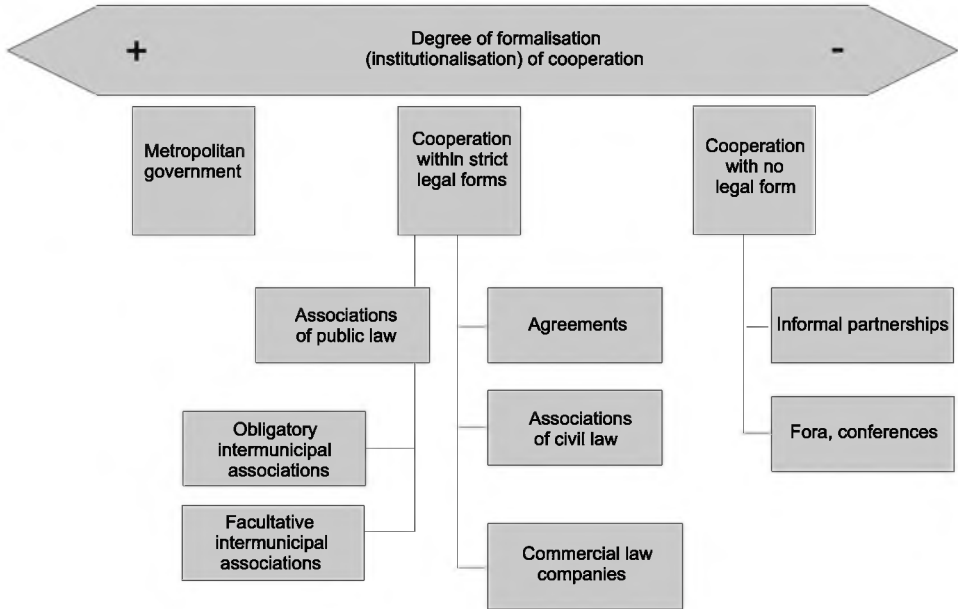 +
Degree of formalisation
(institutionalisation) of cooperation
-
Metropolitan
government
Cooperation
within strict
legal forms
Cooperation
with no
legal form
Associations
of public law
Agreements
Informal partnerships
Obligatory
intermunicipal
associations
Associations
of civil law
Fora, conferences
Facultative
intermunicipal
associations
Commercial law
companies